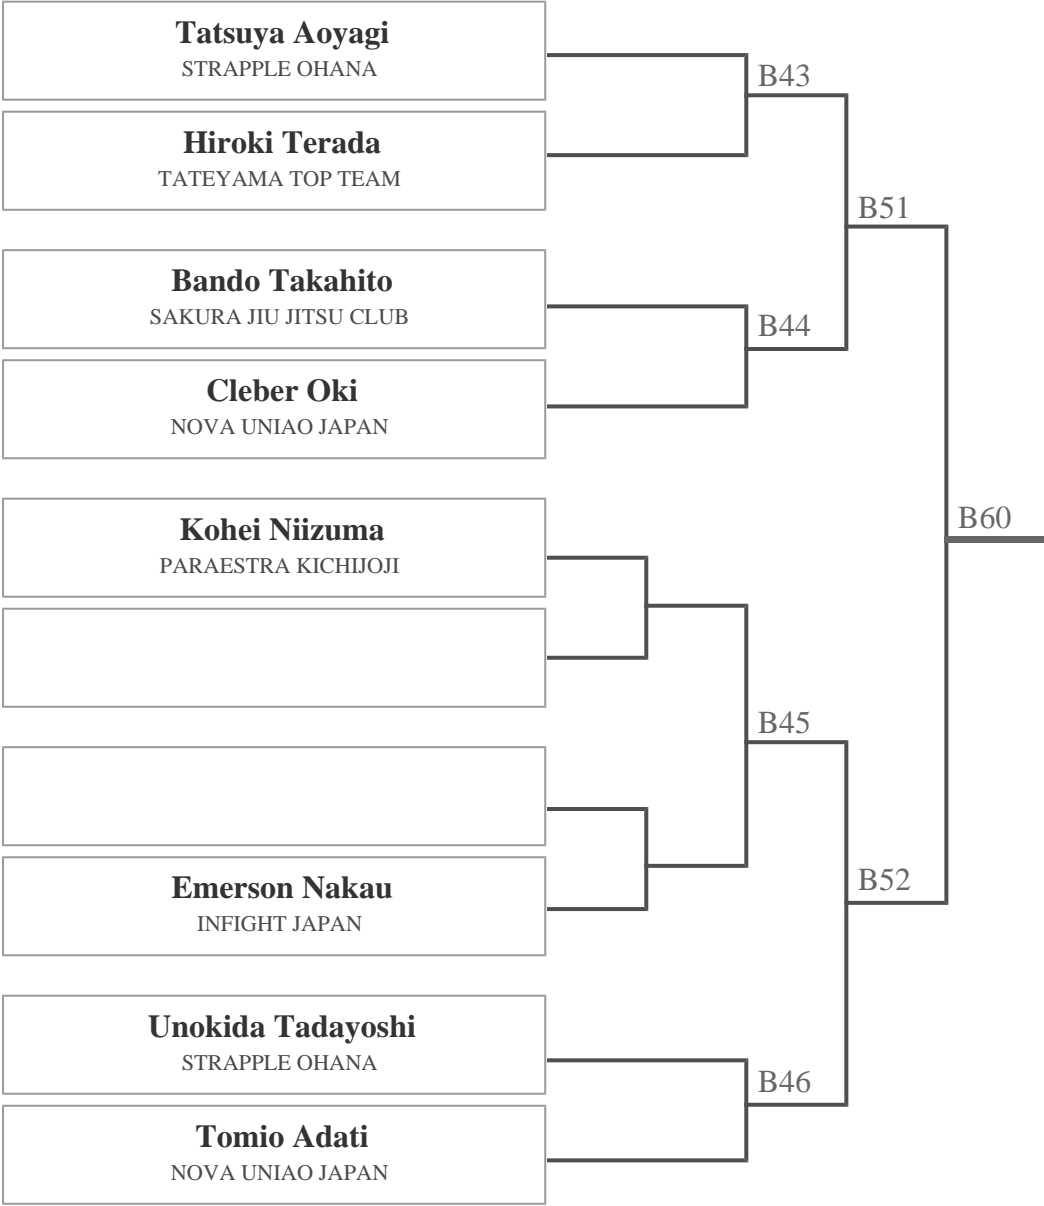 Tatsuya Aoyagi
STRAPPLE OHANA
B43
Hiroki Terada
TATEYAMA TOP TEAM
B51
Bando Takahito
SAKURA JIU JITSU CLUB
B44
Cleber Oki
NOVA UNIAO JAPAN
B60
Kohei Niizuma
PARAESTRA KICHIJOJI
B45
Emerson Nakau
INFIGHT JAPAN
B52
Unokida Tadayoshi
STRAPPLE OHANA
B46
Tomio Adati
NOVA UNIAO JAPAN